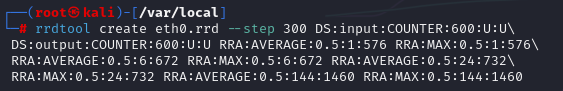 ┌──(root㉿kali)-[/var/local]
└─# rrdtool create eth0.rrd --step 300 DS:input:COUNTER:600:U:U\
DS:output:COUNTER:600:U:U RRA:AVERAGE:0.5:1:576 RRA:MAX:0.5:1:576\
RRA:AVERAGE:0.5:6:672 RRA:MAX:0.5:6:672 RRA:AVERAGE:0.5:24:732\
RRA:MAX:0.5:24:732 RRA:AVERAGE:0.5:144:1460 RRA:MAX:0.5:144:1460